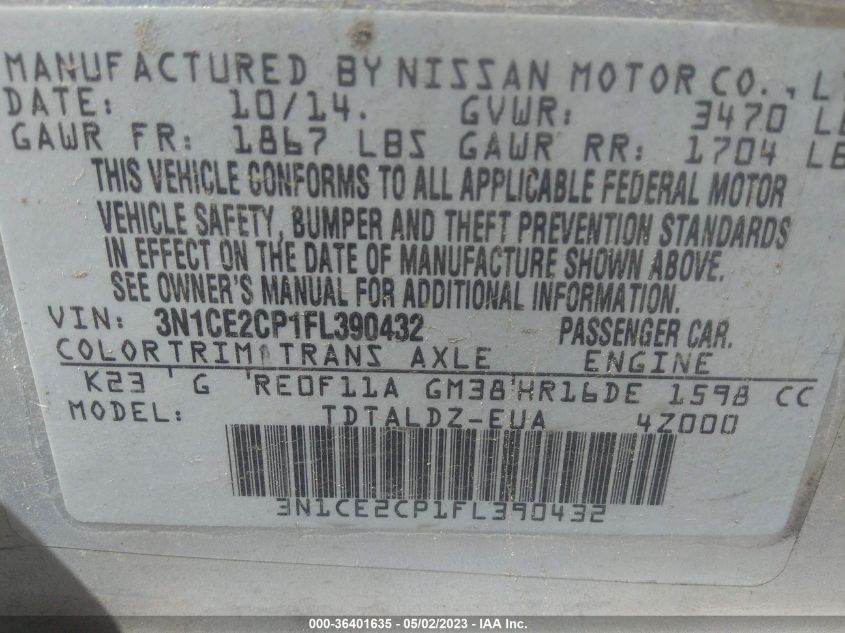 MANUFACTURED BY NISSAN MOTOR CO.,
DATE: 10/14. GVWR: 3470
GAWR FR: 1867 LBS GAWR RR: 1704
THIS VEHICLE CONFORMS TO ALL APPLICABLE FEDERAL MOTOR
VEHICLE SAFETY, BUMPER AND THEFT PREVENTION STANDARDS
IN EFFECT ON THE DATE OF MANUFACTURE SHOWN ABOVE.
SEE OWNER'S MANUAL FOR ADDITIONAL INFORMATION.
VIN: 3N1CE2CP1FL390432 PASSENGER CAR.
COLOR TRIM TRANS AXLE ENGINE
K23 G RE0F11A GM38 HR16DE 1598 CC
MODEL: TDTALDZ-EUA 4Z000
3N1CE2CP1FL390432
000-36401635 - 05/02/2023 - © IAA Inc.